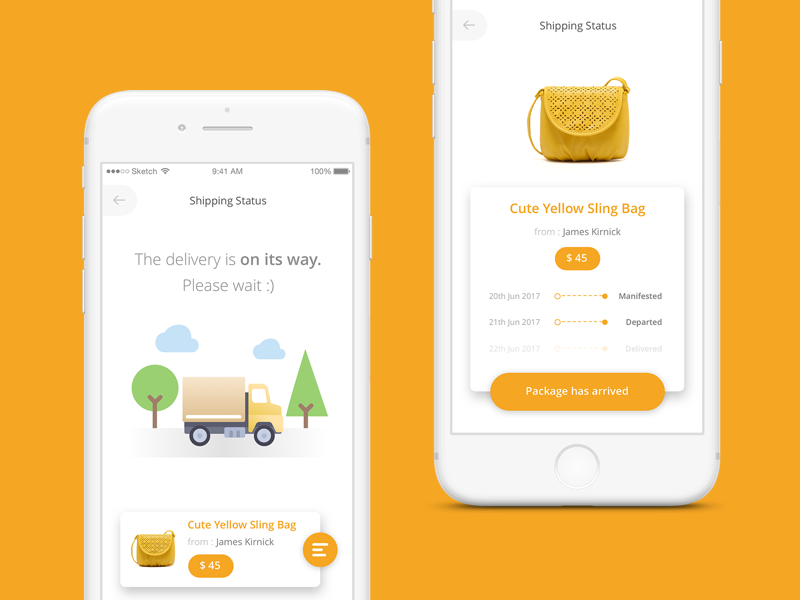 Sketch 9:41 AM 100%
Shipping Status
The delivery is on its way.
Please wait :)
Cute Yellow Sling Bag
from : James Kirnick
$ 45
Shipping Status
Cute Yellow Sling Bag
from : James Kirnick
$ 45
20th Jun 2017 Manifested
21th Jun 2017 Departed
22th Jun 2017 Delivered
Package has arrived